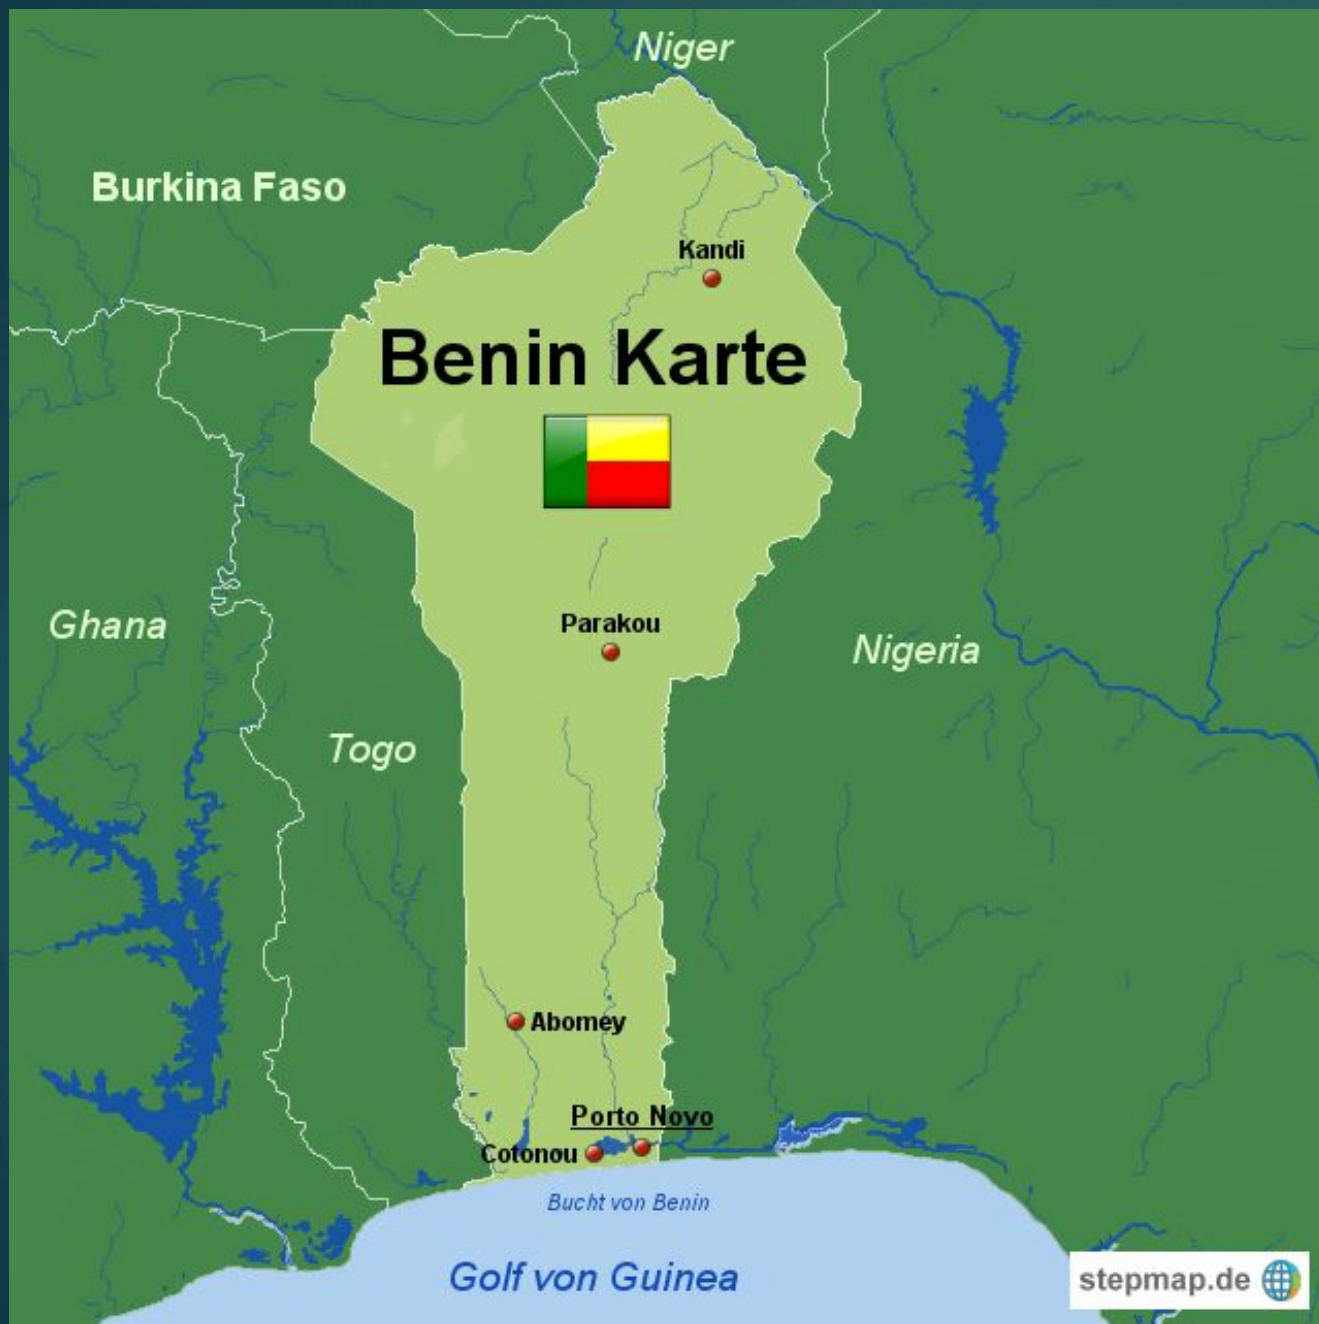 Niger
Burkina Faso
Kandi
Benin Karte
Ghana
Parakou
Nigeria
Togo
Abomey
Porto Novo
Cotonou
Bucht von Benin
Golf von Guinea
stepmap.de